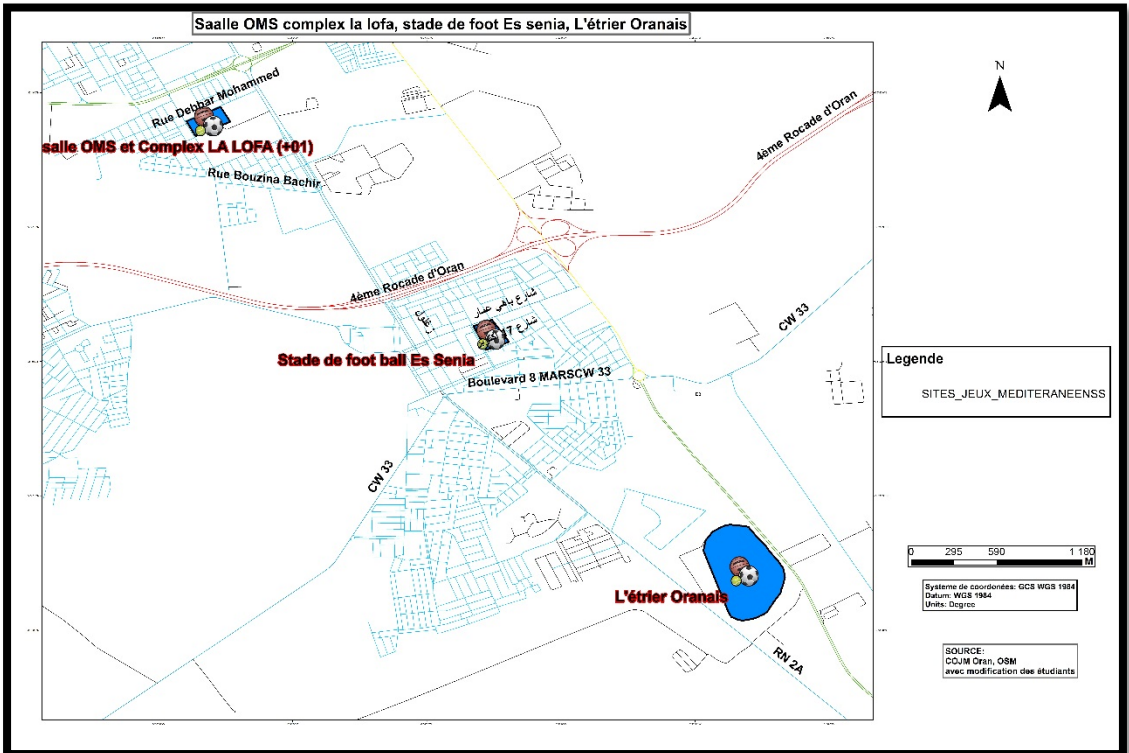 Saalle OMS complex la lofa, stade de foot Es senia, L'étrier Oranais
N
Rue Debbar Mohammed
4ème Rocade d'Oran
salle OMS et Complex LA LOFA (+01)
Rue Bouzina Bachir
4ème Rocade d'Oran
شارع باهي عمار
شارع 17
CW 33
Stade de foot ball Es Senia
Boulevard 8 MARSCW 33
Legende
SITES_JEUX_MEDITERANEENSS
CW 33
0 295 590 1 180
M
L'étrier Oranais
Systeme de coordonées: GCS WGS 1984
Datum: WGS 1984
Units: Degree
RN 2A
SOURCE:
COJM Oran, OSM
avec modification des étudiants